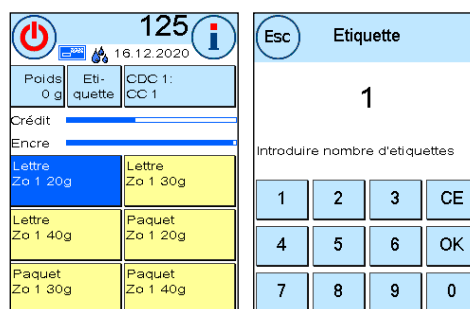 125
16.12.2020
Poids
0 g
Eti-
quette
CDC 1:
CC 1
Crédit
Encre
Lettre
Zo 1 20g
Lettre
Zo 1 30g
Lettre
Zo 1 40g
Paquet
Zo 1 20g
Paquet
Zo 1 30g
Paquet
Zo 1 40g
Esc
Etiquette
1
Introduire nombre d'etiquettes
1 2 3 CE
4 5 6 OK
7 8 9 0